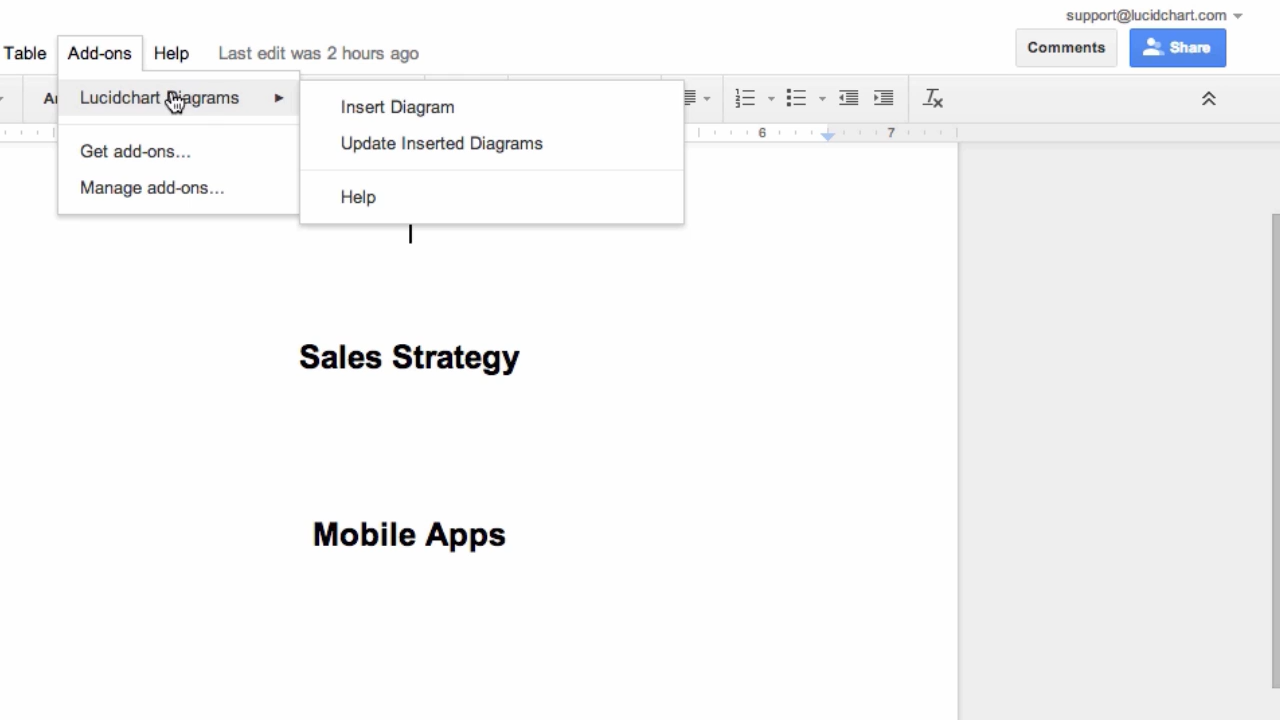 support@lucidchart.com
Table Add-ons Help Last edit was 2 hours ago
Comments Share
Lucidchart Diagrams
Insert Diagram
Update Inserted Diagrams
6 7
Get add-ons...
Manage add-ons...
Help
Sales Strategy
Mobile Apps